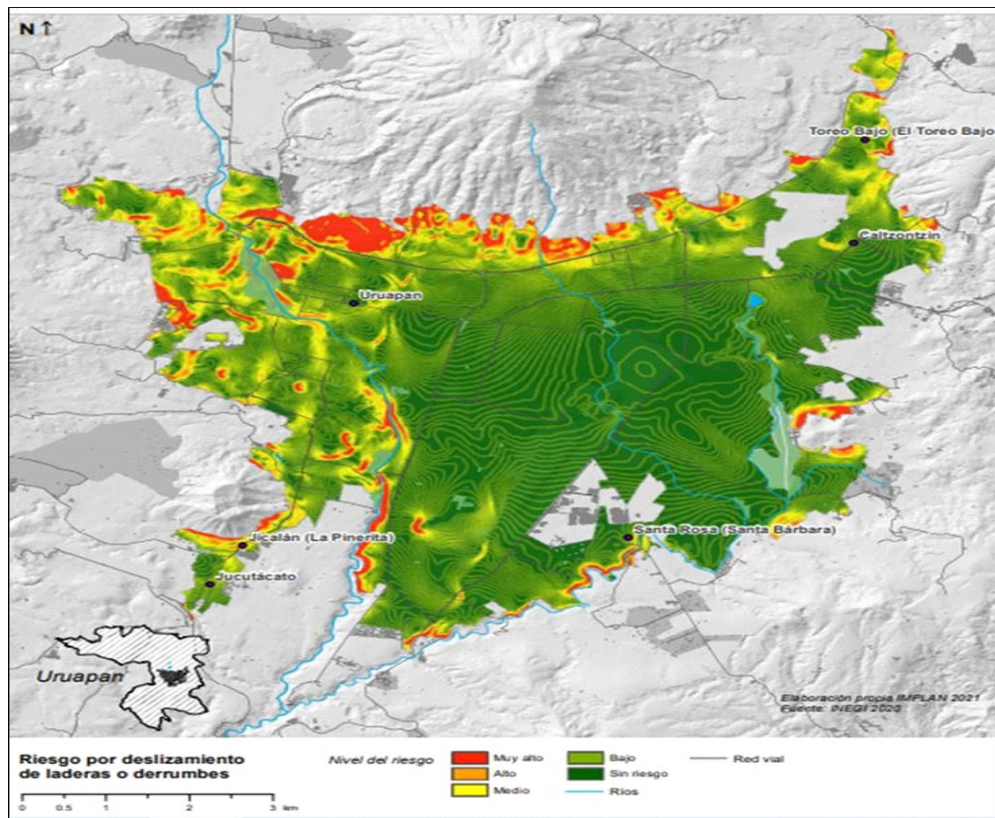 N ↑
Toreo Bajo (El Toreo Bajo
Caltzontzin
Uruapan
Santa Rosa (Santa Bárbara)
Jicalán (La Pinerita)
Jucutácato
Uruapan
Elaboración propia IMPLAN 2021
Fuente: INEGI 2020
Riesgo por deslizamiento
de laderas o derrumbes
0 0.5 1 2 3 km
Nivel del riesgo
Muy alto
Alto
Medio
Bajo
Sin riesgo
Ríos
Red vial